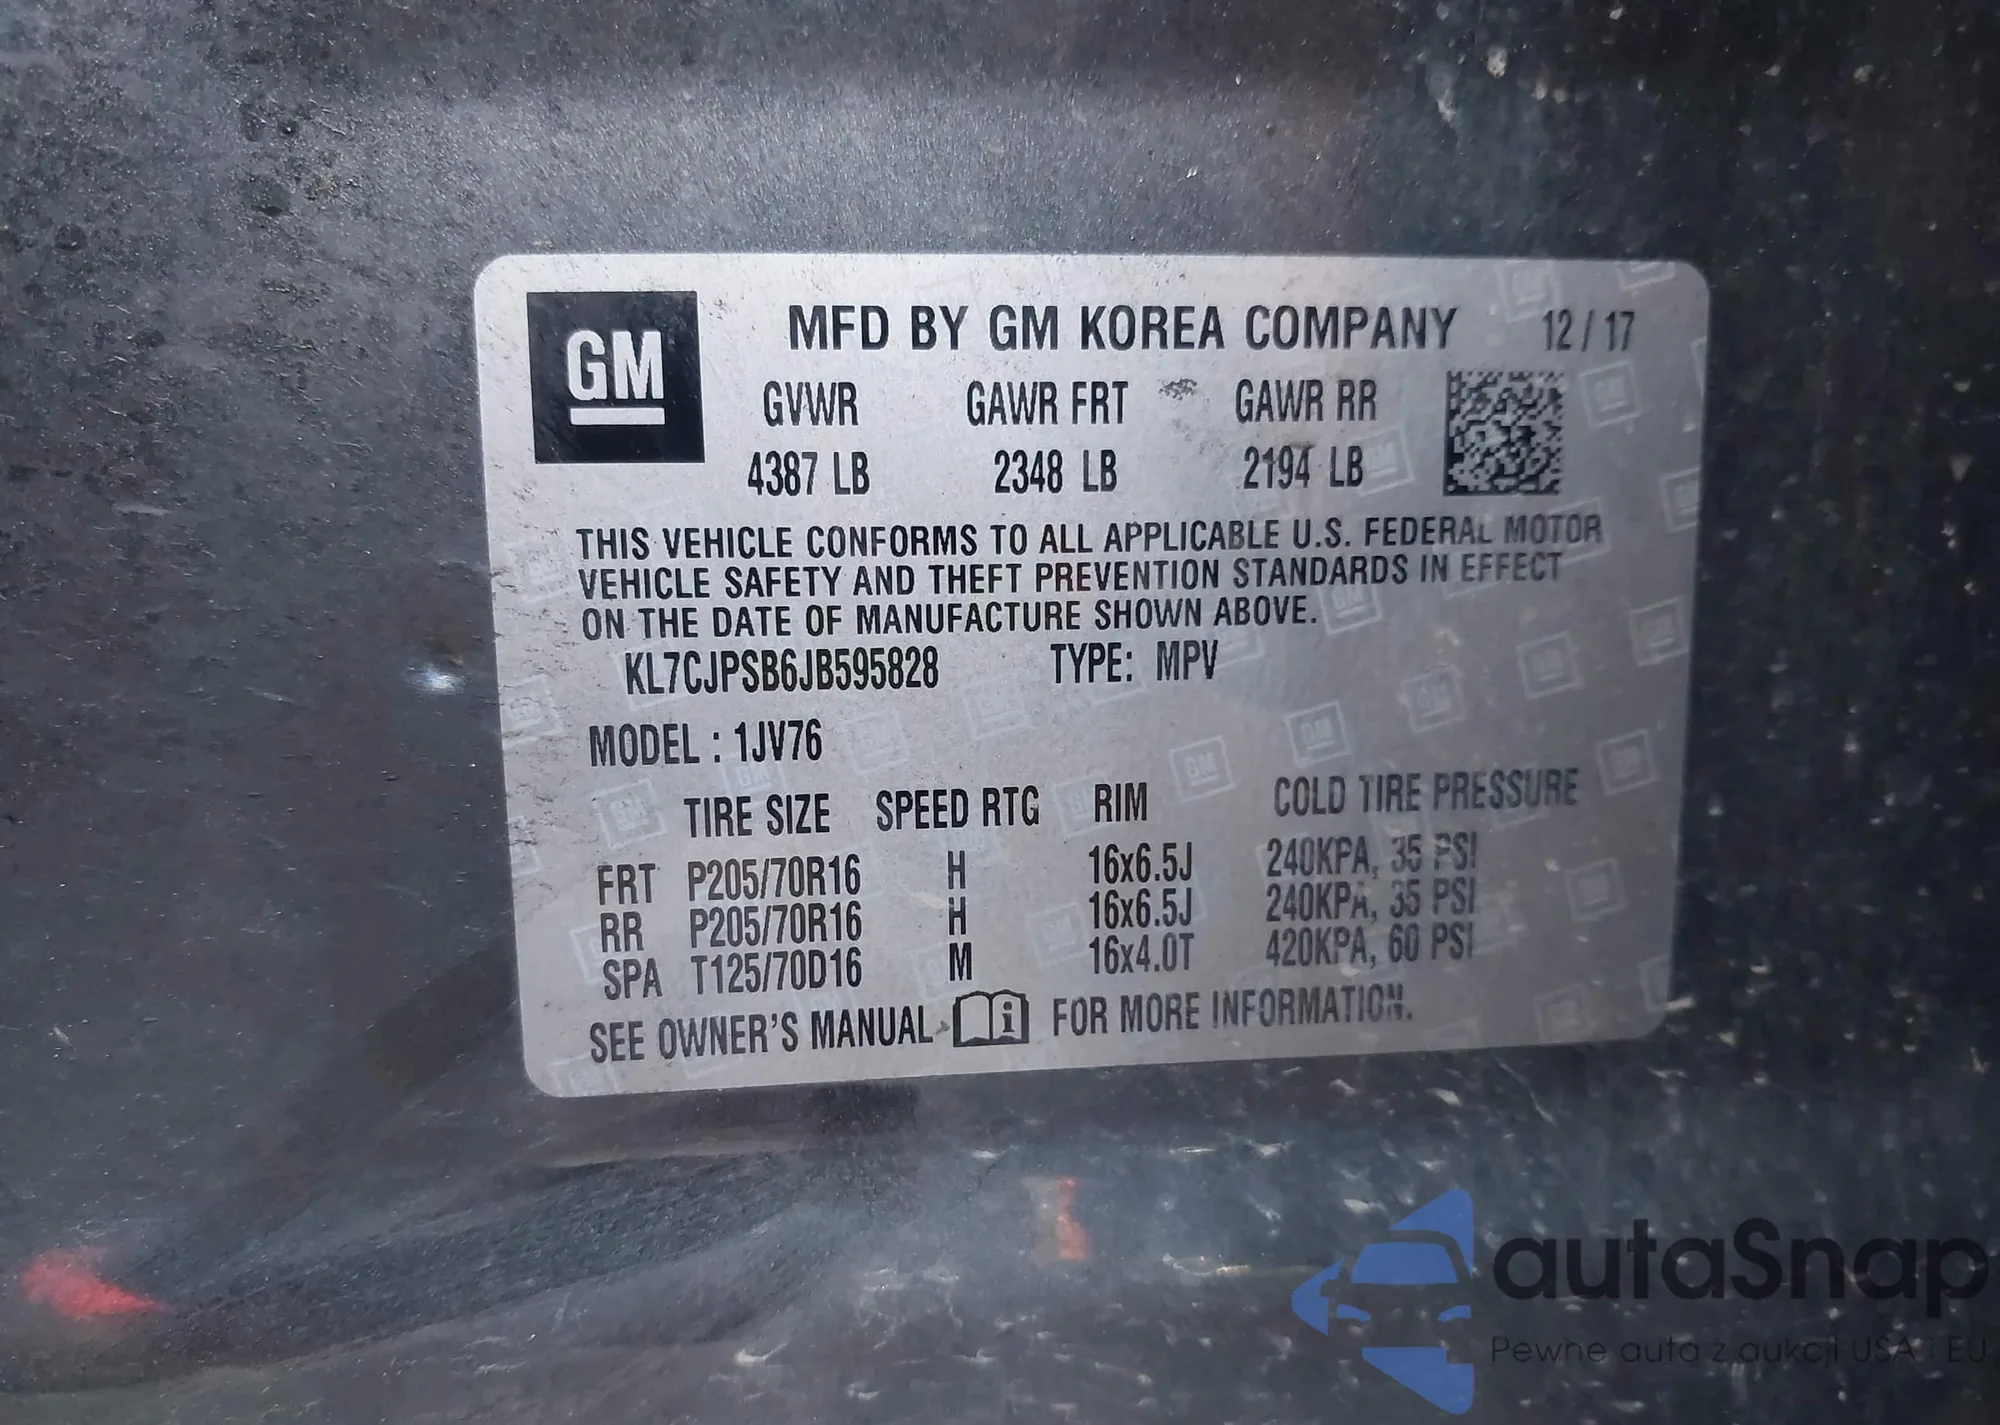 GM
MFD BY GM KOREA COMPANY 12/17
GVWR GAWR FRT GAWR RR
4387 LB 2348 LB 2194 LB
THIS VEHICLE CONFORMS TO ALL APPLICABLE U.S. FEDERAL MOTOR
VEHICLE SAFETY AND THEFT PREVENTION STANDARDS IN EFFECT
ON THE DATE OF MANUFACTURE SHOWN ABOVE.
KL7CJPSB6JB595828 TYPE: MPV
MODEL : 1JV76
TIRE SIZE SPEED RTG RIM COLD TIRE PRESSURE
FRT P205/70R16 H 16x6.5J 240KPA, 35 PSI
RR P205/70R16 H 16x6.5J 240KPA, 35 PSI
SPA T125/70D16 M 16x4.0T 420KPA, 60 PSI
SEE OWNER'S MANUAL FOR MORE INFORMATION.
autaSnap
Pewne auta z aukcji USA i EU